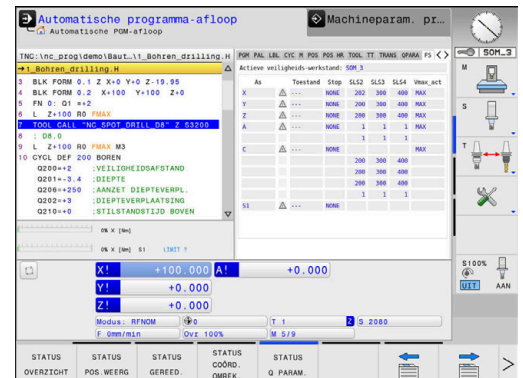 Automatische programma-afloop
Automatische PGM-afloop
Machineparam. pr...
TNC:\nc_prog\demo\Baut…\1_Bohren_drilling.H
→1_Bohren_drilling.H
3 BLK FORM 0.1 Z X+0 Y+0 Z-19.95
4 BLK FORM 0.2 X+100 Y+100 Z+0
5 FN 0: Q1 =+2
6 L Z+100 R0 FMAX
7 TOOL CALL "NC_SPOT_DRILL_D8" Z S3200
8 ; D8,0
9 L Z+100 R0 FMAX M3
10 CYCL DEF 200 BOREN
Q200=+2 ;VEILIGHEIDSAFSTAND
Q201=-3.4 ;DIEPTE
Q206=+250 ;AANZET DIEPTEVERPL.
Q202=+3 ;DIEPTEVERPLAATSING
Q210=+0 ;STILSTANDSTIJD BOVEN
0% X [Nm]
0% X [Nm] S1 LIMIT 1
PGM PAL LBL CYC M POS POS HR TOOL TT TRANS QPARA FS
Actieve veiligheids-werkstand: SOM_3
As Toestand Stop SLS2 SLS3 SLS4 Vmax_act
X --- NONE 202 300 400 MAX
Y --- NONE 200 300 400 MAX
Z --- NONE 200 300 400 MAX
A --- NONE 1 1 1 MAX
1 1 1
C --- NONE MAX
200 300 400
200 300 400
200 300 400
1 1 1
S1 --- NONE
X! +100.000 A! +0.000
Y! +0.000
Z! +0.000
Modus: RFNOM 0 T 1 Z S 2080
F 0mm/min Ovr 100% M 5/9
SOM_3
M
S
T
S100%
UIT AAN
STATUS OVERZICHT
STATUS POS.WEERG
STATUS GEREED.
STATUS COÖRD. OMREK.
STATUS Q PARAM.